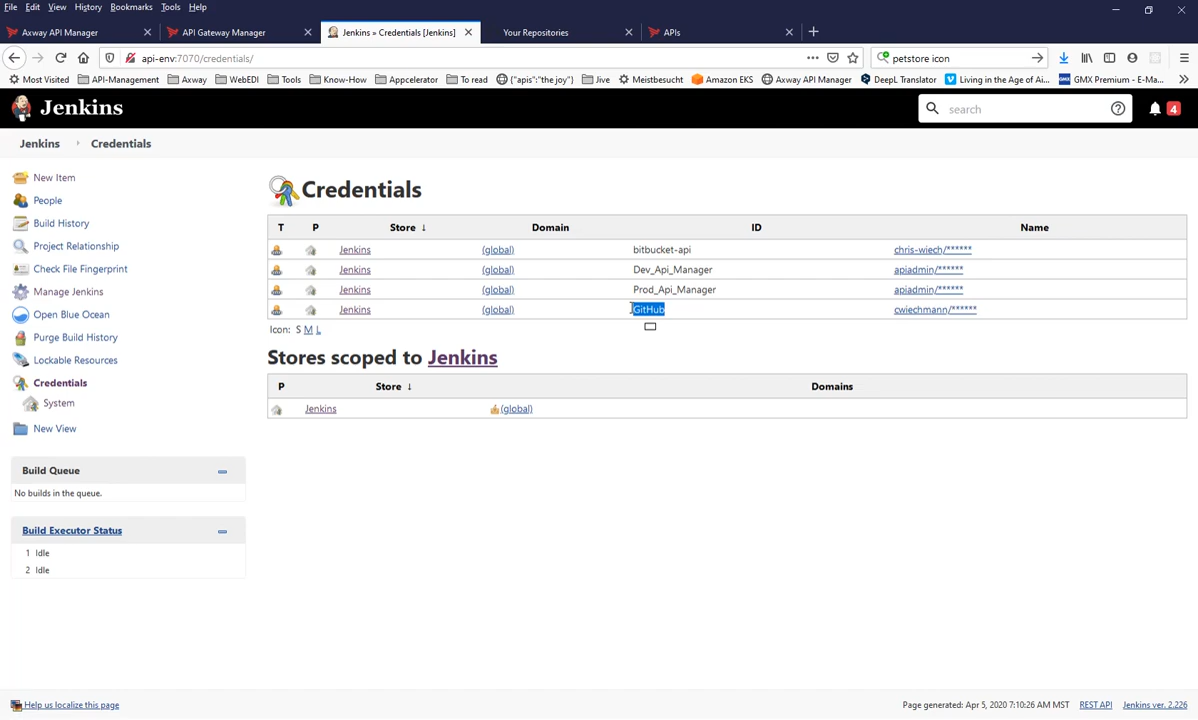 File Edit View History Bookmarks Tools Help
Axway API Manager
API Gateway Manager
Jenkins » Credentials [Jenkins]
Your Repositories
APIs
api-env:7070/credentials/
petstore icon
Most Visited API-Management Axway WebEDI Tools Know-How Appcelerator To read {"apis":"the joy"} Jive Meistbesucht Amazon EKS Axway API Manager DeepL Translator Living in the Age of Ai... GMX Premium - E-Ma...
Jenkins
search
4
Jenkins Credentials
New Item
People
Build History
Project Relationship
Check File Fingerprint
Manage Jenkins
Open Blue Ocean
Purge Build History
Lockable Resources
Credentials
System
New View
Build Queue
No builds in the queue.
Build Executor Status
1 Idle
2 Idle
Credentials
T P Store ↓ Domain ID Name
Jenkins (global) bitbucket-api chris-wiech/******
Jenkins (global) Dev_Api_Manager apiadmin/******
Jenkins (global) Prod_Api_Manager apiadmin/******
Jenkins (global) GitHub cwiechmann/******
Icon: S M L
Stores scoped to Jenkins
P Store ↓ Domains
Jenkins (global)
Help us localize this page
Page generated: Apr 5, 2020 7:10:26 AM MST REST API Jenkins ver. 2.226